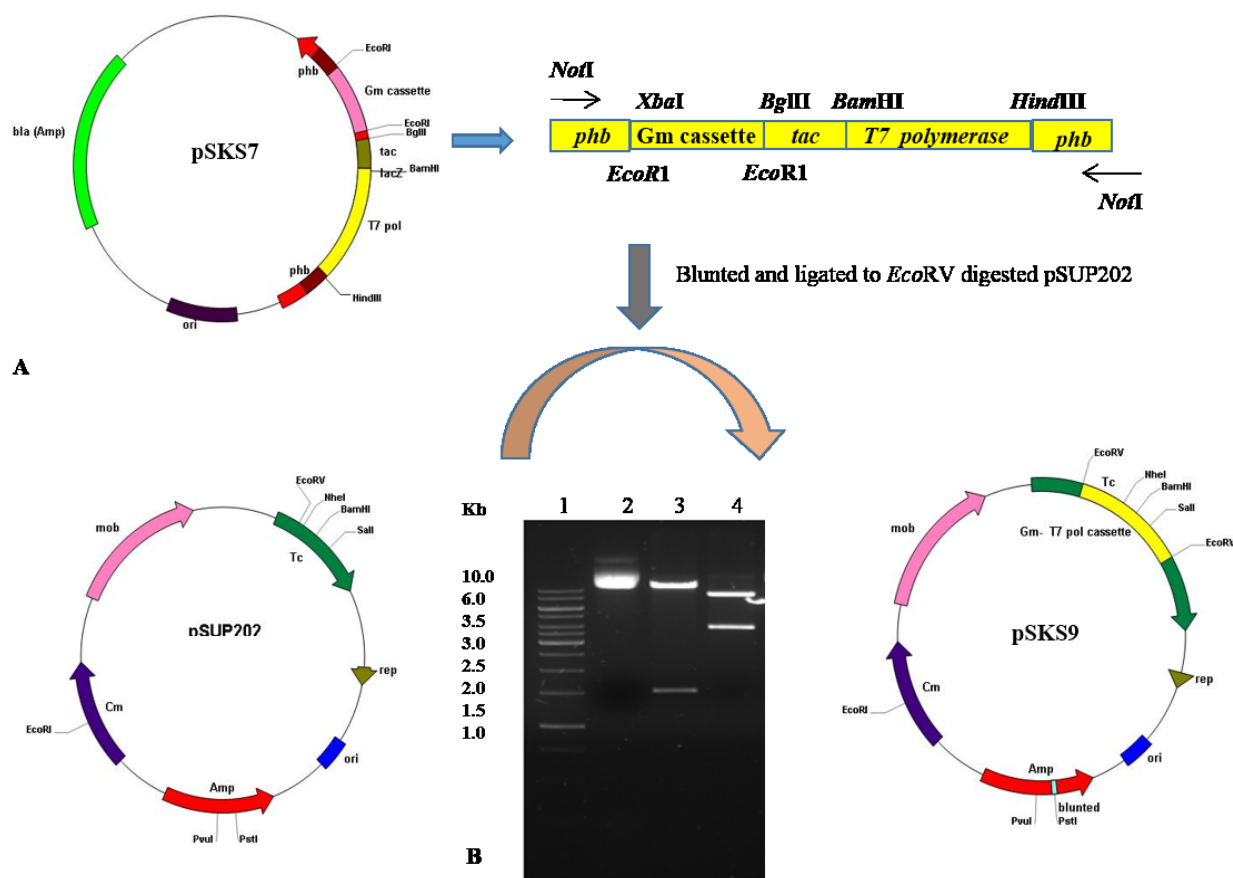 EcoRI
phb
Gm cassette
EcoRI
BglII
bla (Amp)
pSKS7
tac
BamHI
lacZ
T7 pol
phb
HindIII
ori
NotI
XbaI BglII BamHI HindIII
phb Gm cassette tac T7 polymerase phb
EcoR1 EcoR1
NotI
Blunted and ligated to EcoRV digested pSUP202
A
EcoRV
NheI
BamHI
SalI
mob
Tc
pSUP202
rep
Cm
EcoRI
ori
Amp
PvuI PstI
Kb 1 2 3 4
10.0
6.0
3.5
3.0
2.5
2.0
1.5
1.0
B
EcoRV
Tc
NheI
BamHI
SalI
mob
Gm- T7 pol cassette
EcoRV
pSKS9
rep
Cm
EcoRI
ori
Amp
blunted
PvuI PstI